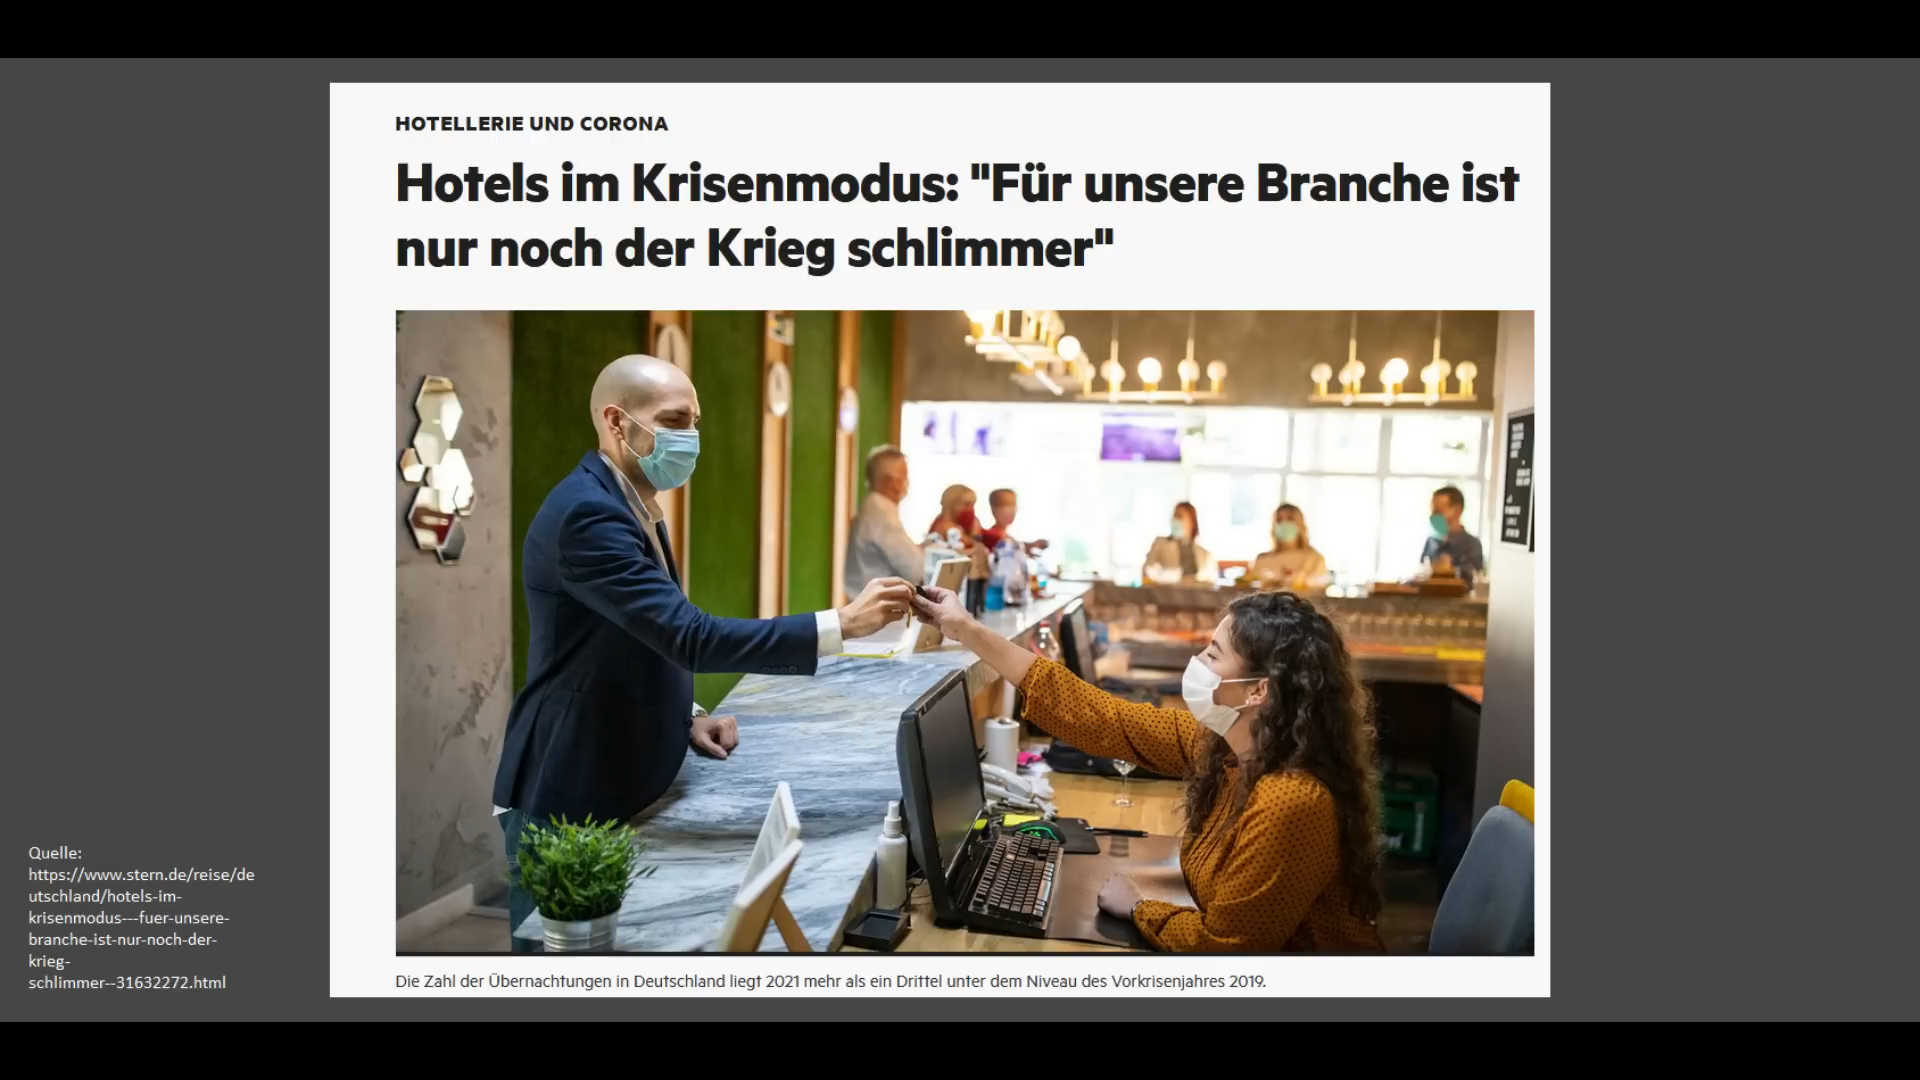 HOTELLERIE UND CORONA
Hotels im Krisenmodus: "Für unsere Branche ist
nur noch der Krieg schlimmer"
Die Zahl der Übernachtungen in Deutschland liegt 2021 mehr als ein Drittel unter dem Niveau des Vorkrisenjahres 2019.
Quelle:
https://www.stern.de/reise/de
utschland/hotels-im-
krisenmodus---fuer-unsere-
branche-ist-nur-noch-der-
krieg-
schlimmer--31632272.html